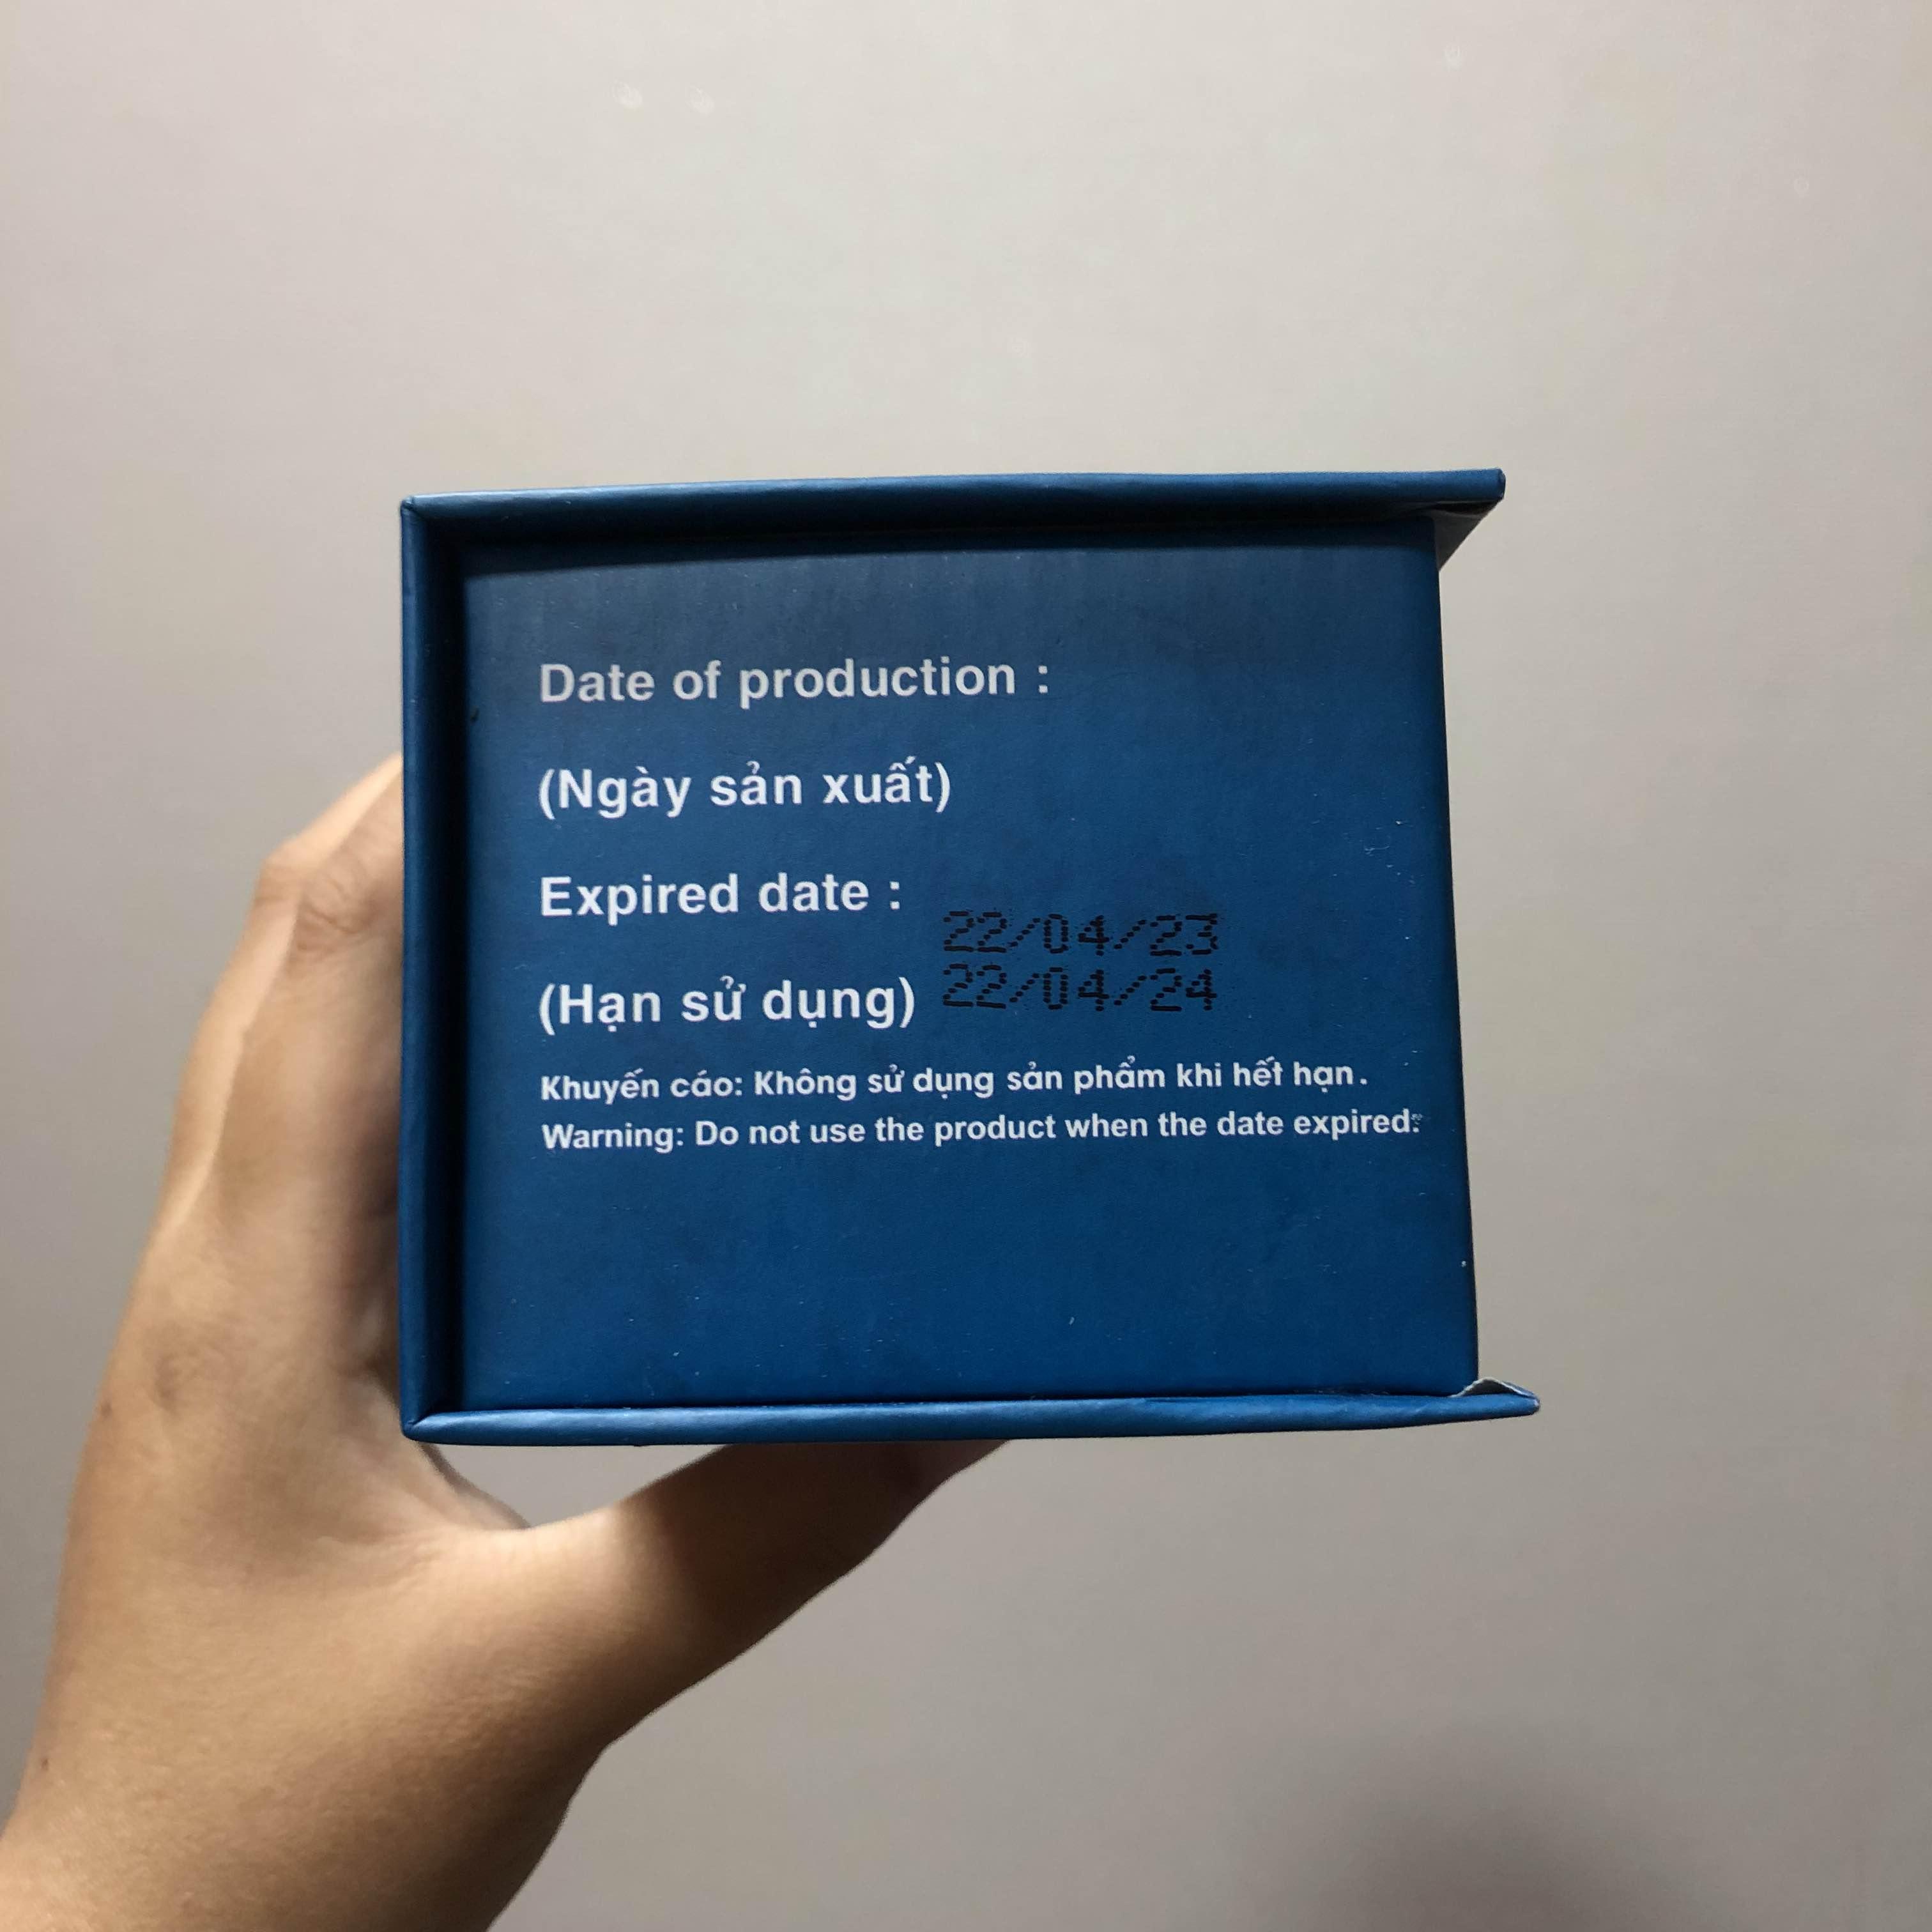 Date of production :
(Ngày sản xuất)
Expired date :
22/04/23
(Hạn sử dụng)
22/04/24
Khuyến cáo: Không sử dụng sản phẩm khi hết hạn.
Warning: Do not use the product when the date expired.